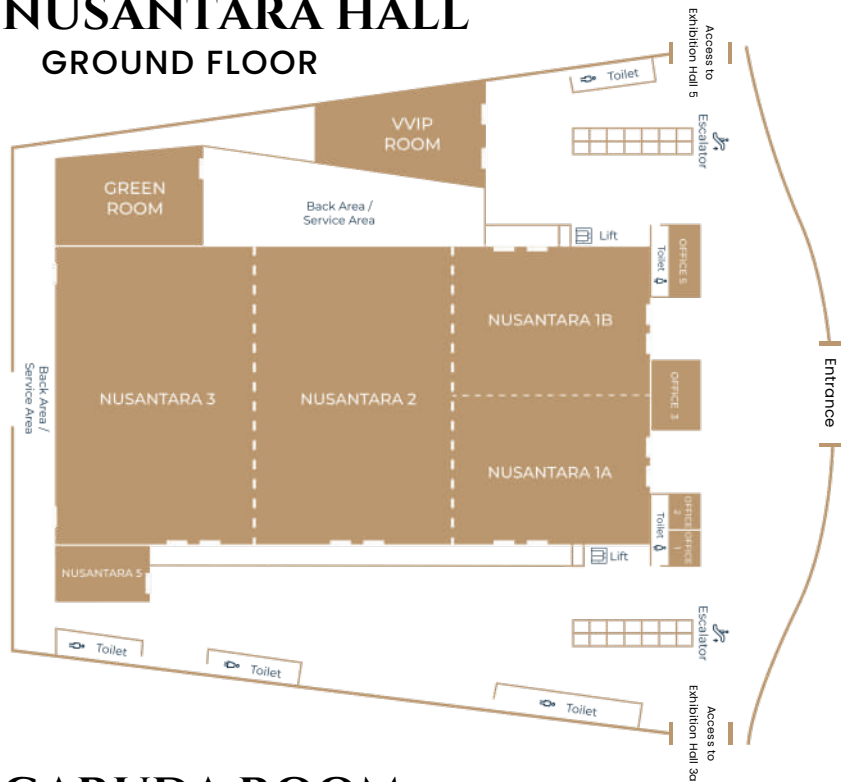 NUSANTARA HALL
GROUND FLOOR
Access to
Exhibition Hall 5
Toilet
Escalator
VVIP
ROOM
GREEN
ROOM
Back Area /
Service Area
Lift
Toilet
OFFICE 5
NUSANTARA 1B
Entrance
Back Area /
Service Area
NUSANTARA 3
NUSANTARA 2
OFFICE 3
NUSANTARA 1A
Toilet
OFFICE
2
OFFICE
1
Lift
NUSANTARA 5
Escalator
Toilet
Toilet
Toilet
Access to
Exhibition Hall 3a
GARUDA ROOM